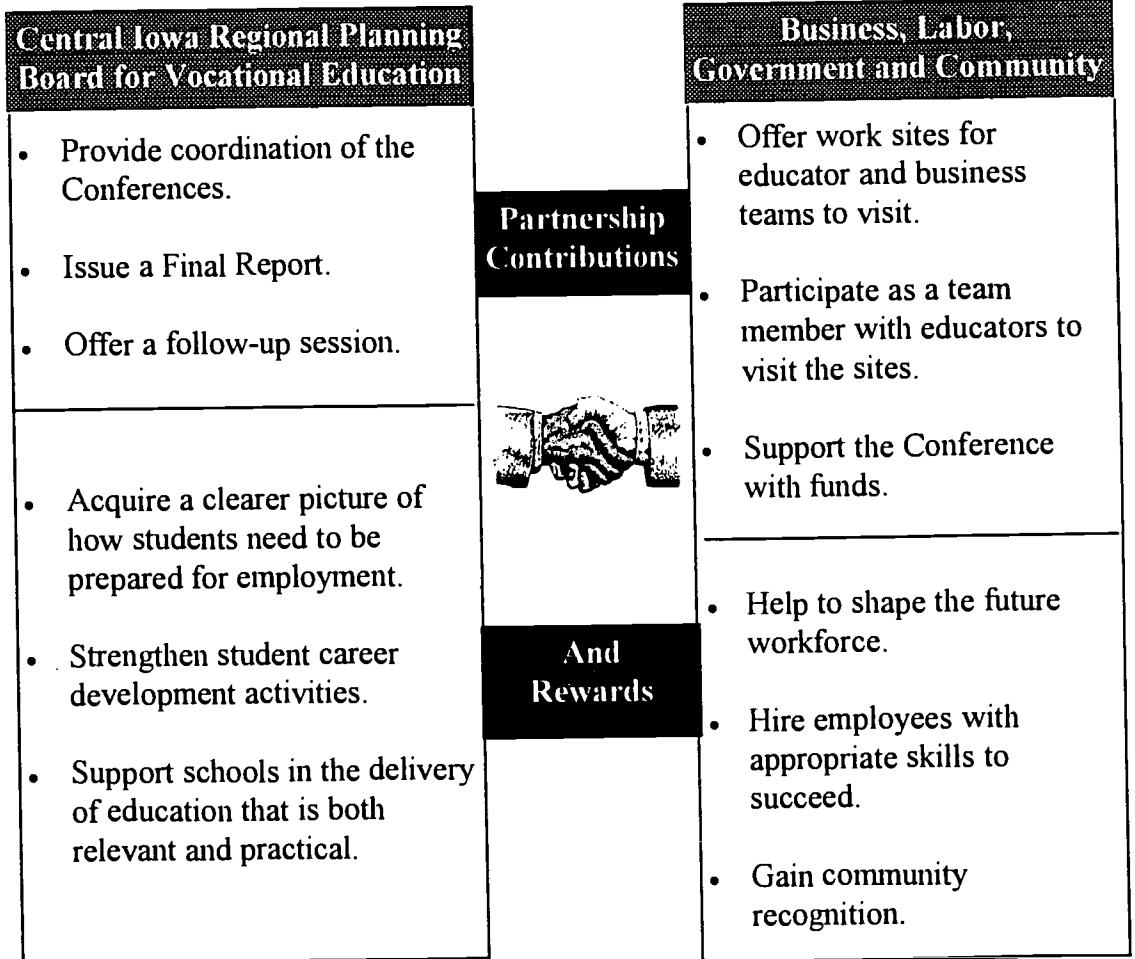 Central Iowa Regional Planning
Board for Vocational Education
• Provide coordination of the
Conferences.
• Issue a Final Report.
• Offer a follow-up session.
• Acquire a clearer picture of
how students need to be
prepared for employment.
• Strengthen student career
development activities.
• Support schools in the delivery
of education that is both
relevant and practical.
Partnership
Contributions
And
Rewards
Business, Labor,
Government and Community
• Offer work sites for
educator and business
teams to visit.
• Participate as a team
member with educators to
visit the sites.
• Support the Conference
with funds.
• Help to shape the future
workforce.
• Hire employees with
appropriate skills to
succeed.
• Gain community
recognition.